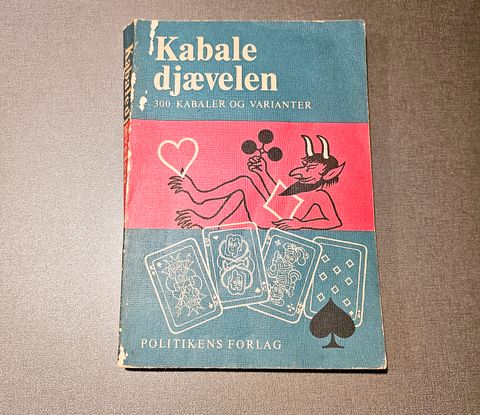 Kabale
djævelen
300 KABALER OG VARIANTER
POLITIKENS FORLAG